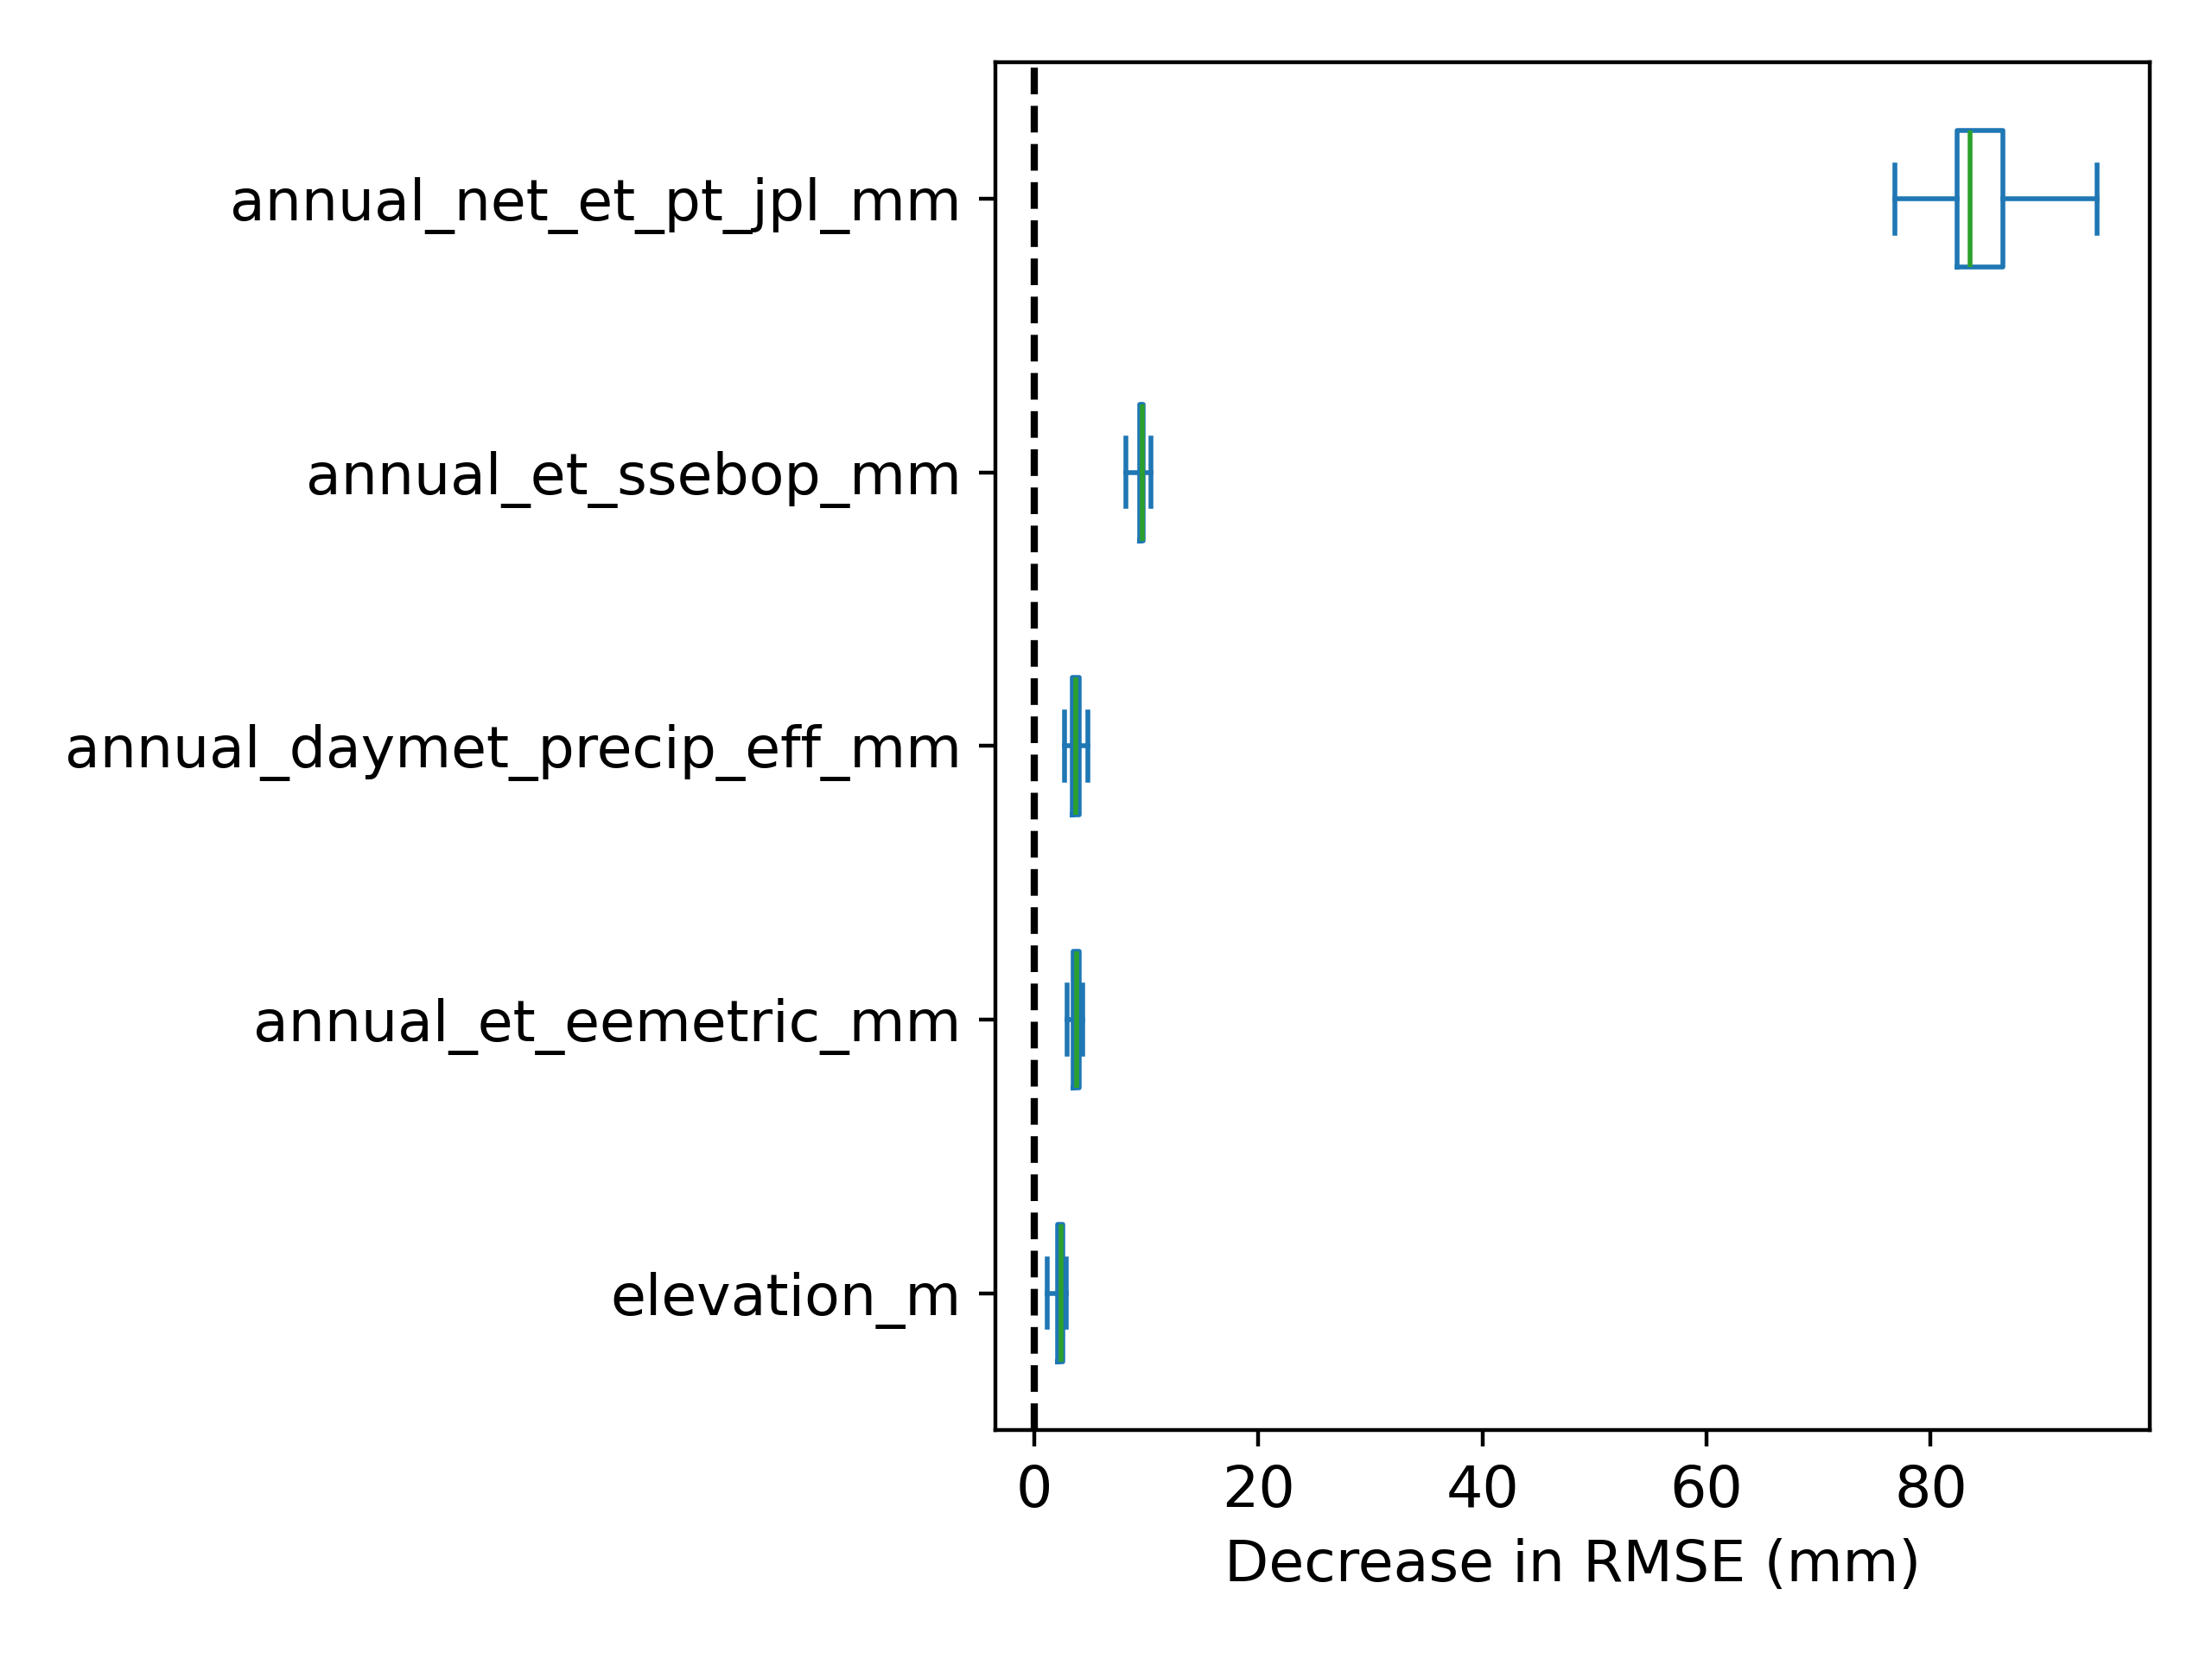 annual_net_et_pt_jpl_mm
annual_et_ssebop_mm
annual_daymet_precip_eff_mm
annual_et_eemetric_mm
elevation_m
0 20 40 60 80
Decrease in RMSE (mm)